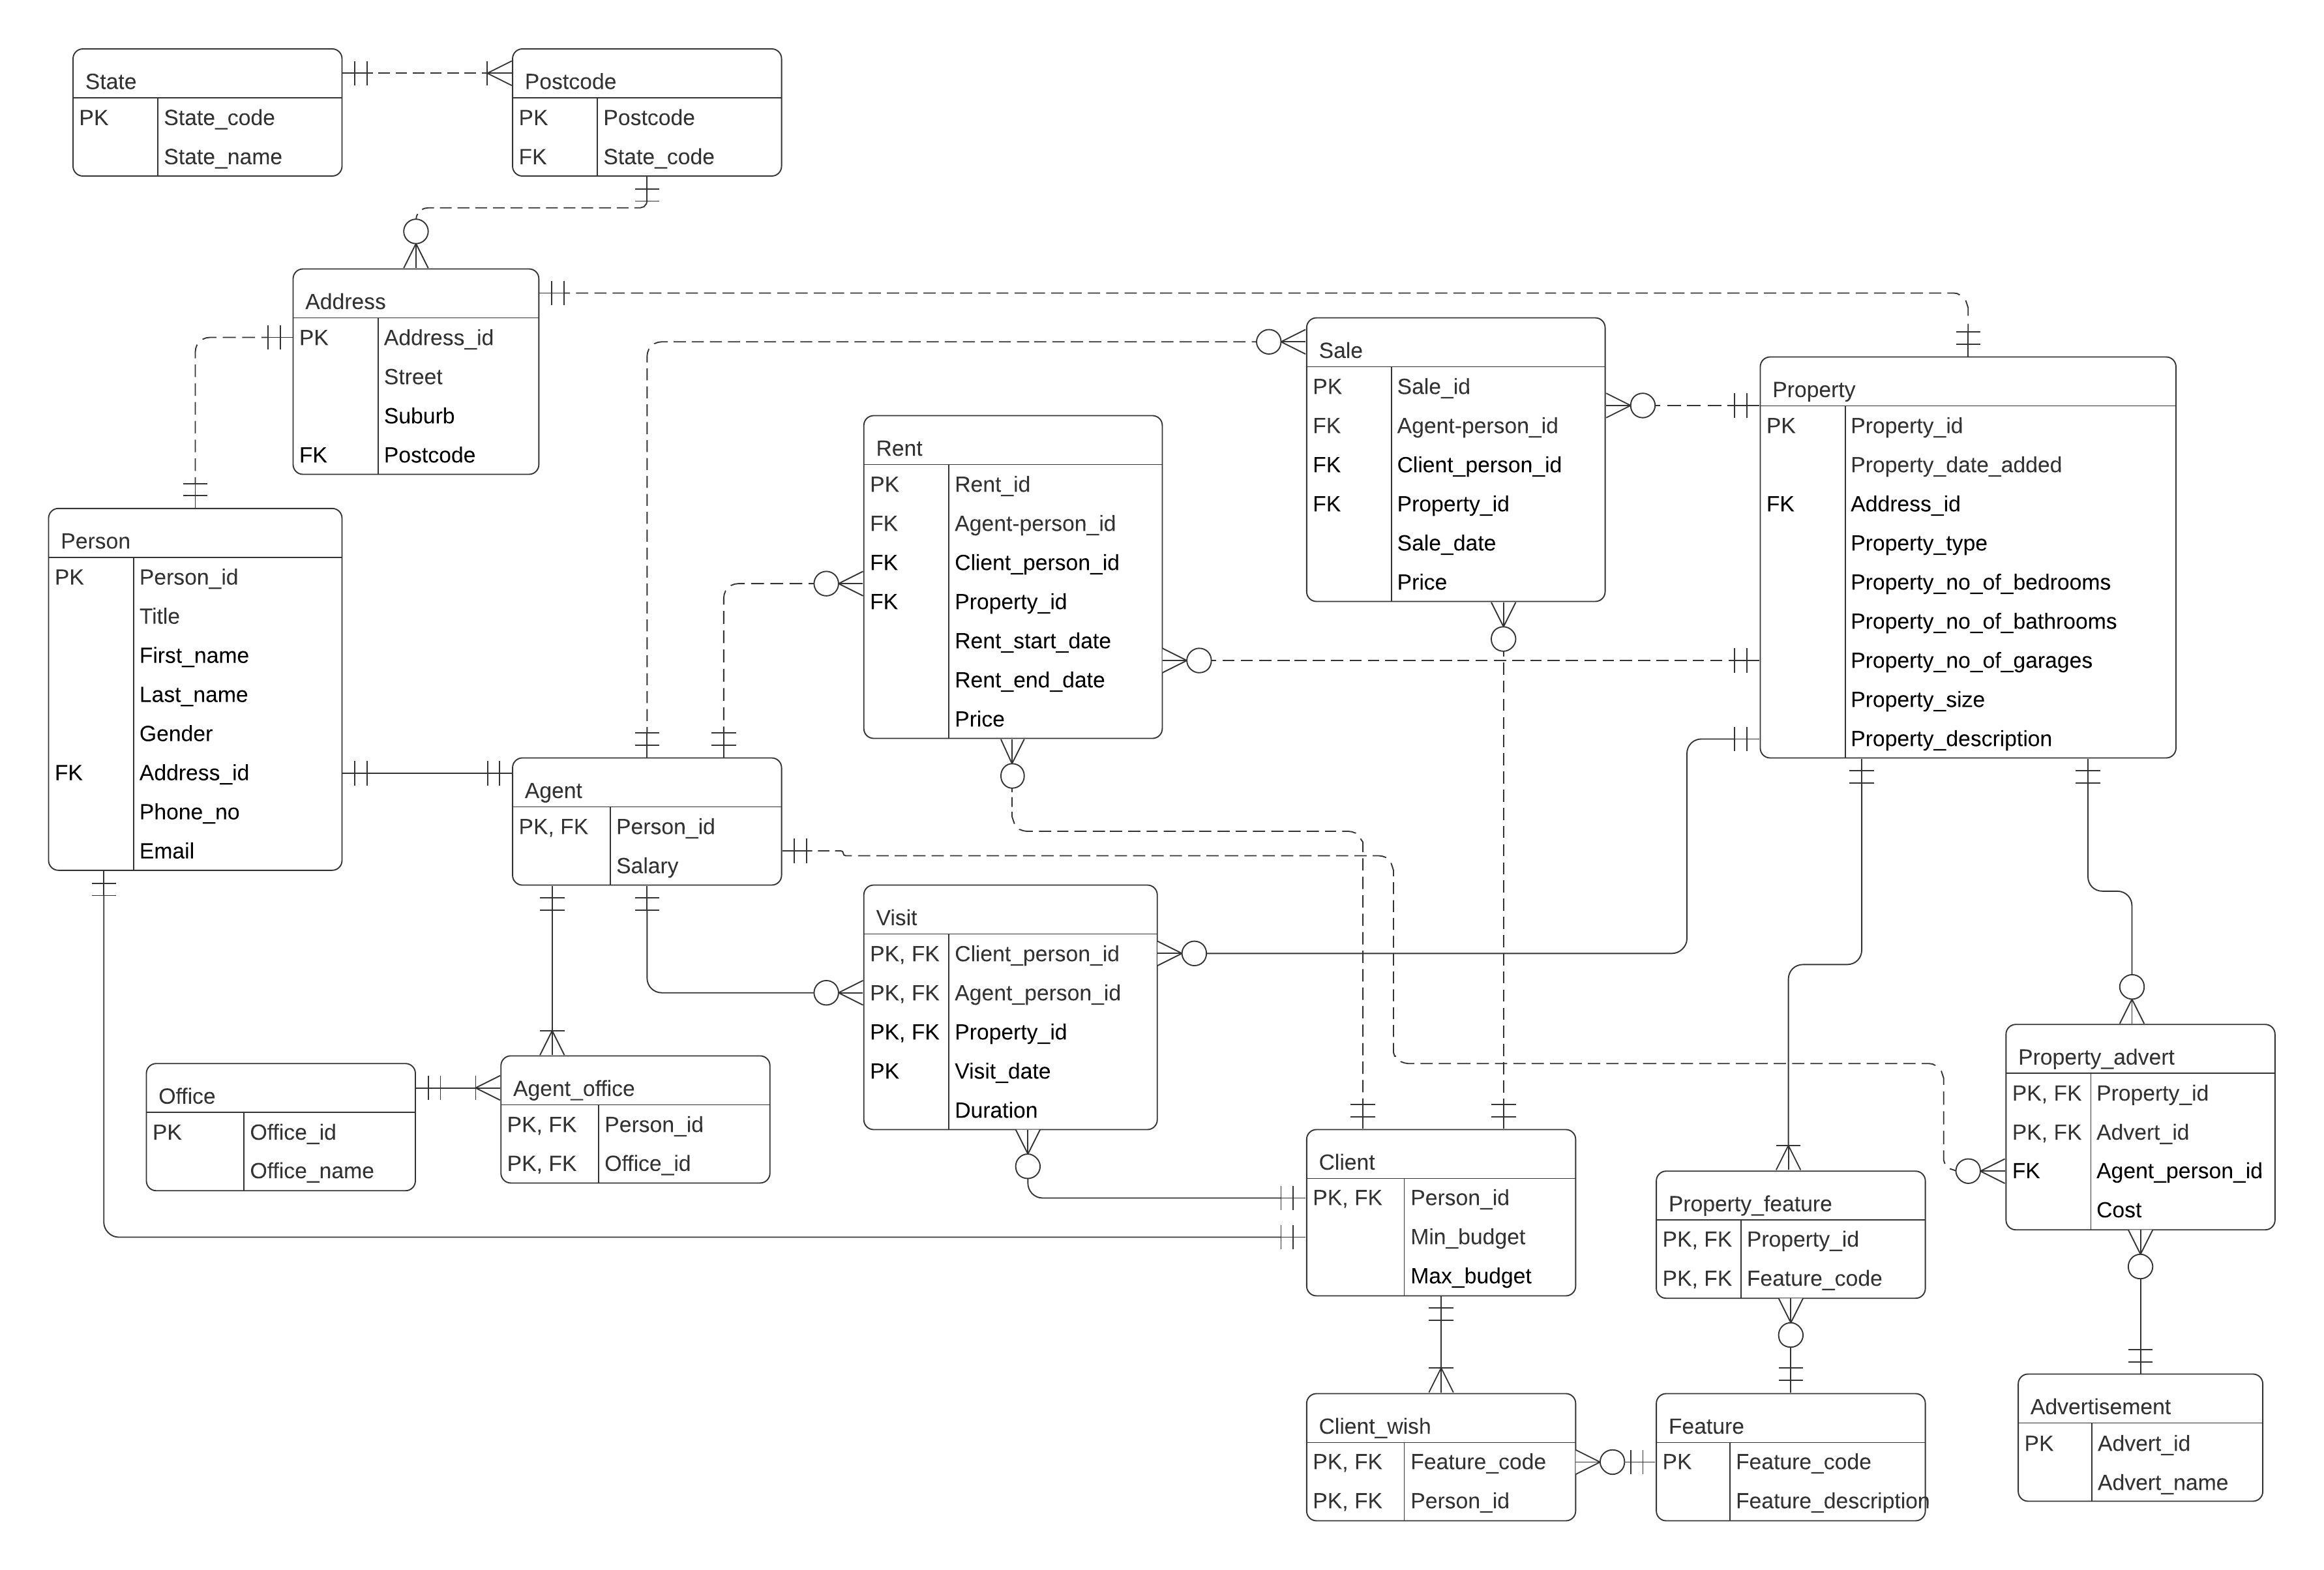 State
PK State_code
State_name
Postcode
PK Postcode
FK State_code
Address
PK Address_id
Street
Suburb
FK Postcode
Sale
PK Sale_id
FK Agent-person_id
FK Client_person_id
FK Property_id
Sale_date
Price
Property
PK Property_id
Property_date_added
FK Address_id
Property_type
Property_no_of_bedrooms
Property_no_of_bathrooms
Property_no_of_garages
Property_size
Property_description
Rent
PK Rent_id
FK Agent-person_id
FK Client_person_id
FK Property_id
Rent_start_date
Rent_end_date
Price
Person
PK Person_id
Title
First_name
Last_name
Gender
FK Address_id
Phone_no
Email
Agent
PK, FK Person_id
Salary
Visit
PK, FK Client_person_id
PK, FK Agent_person_id
PK, FK Property_id
PK Visit_date
Duration
Office
PK Office_id
Office_name
Agent_office
PK, FK Person_id
PK, FK Office_id
Client
PK, FK Person_id
Min_budget
Max_budget
Property_feature
PK, FK Property_id
PK, FK Feature_code
Property_advert
PK, FK Property_id
PK, FK Advert_id
FK Agent_person_id
Cost
Client_wish
PK, FK Feature_code
PK, FK Person_id
Feature
PK Feature_code
Feature_description
Advertisement
PK Advert_id
Advert_name